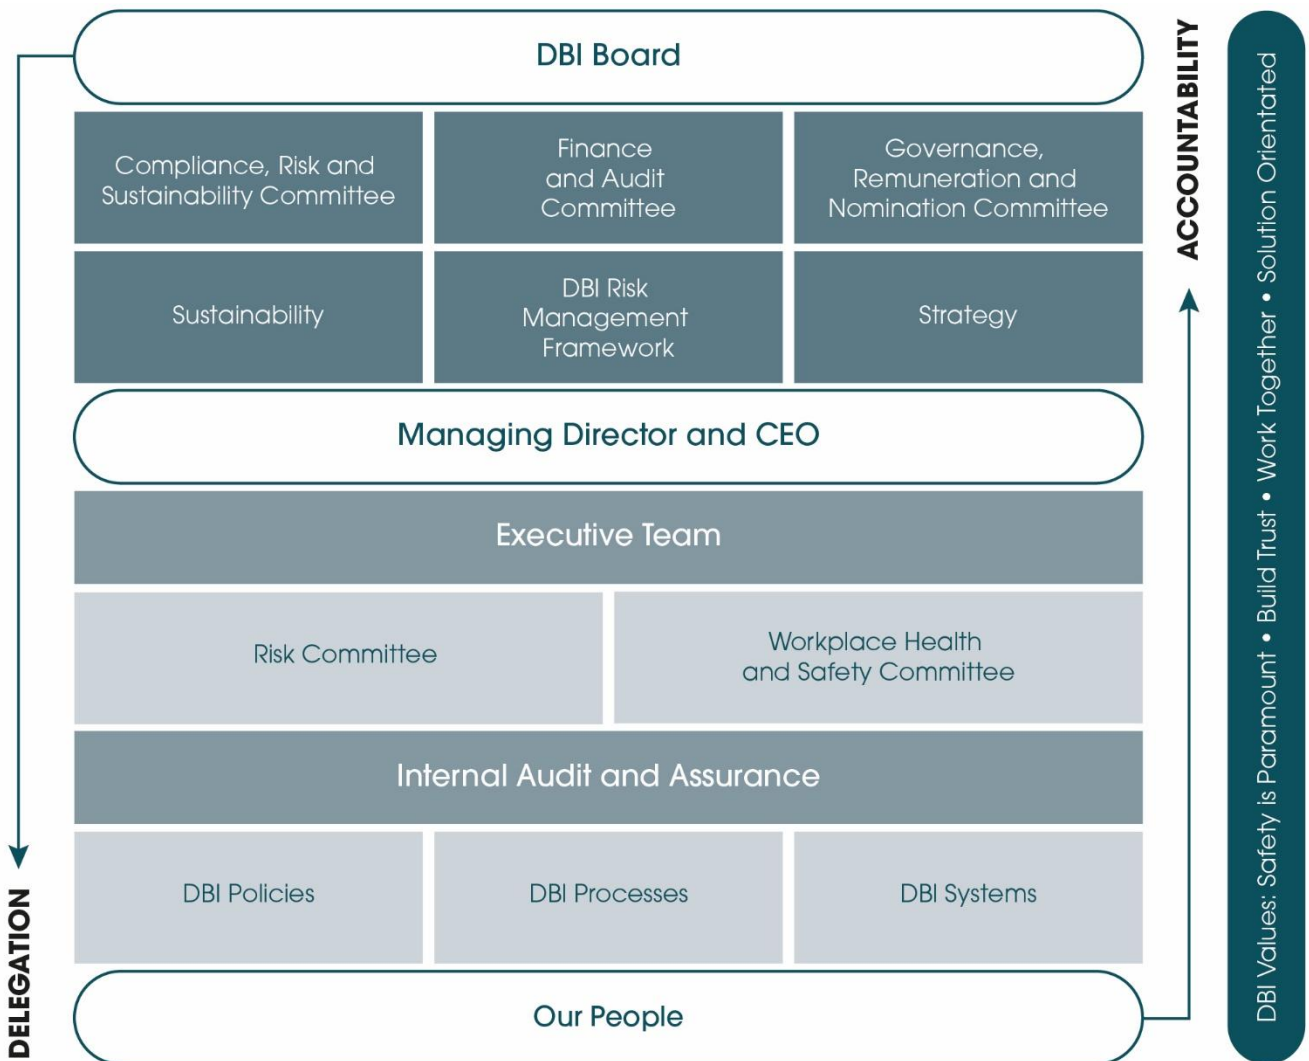 DBI Board
Compliance, Risk and
Sustainability Committee
Finance
and Audit
Committee
Governance,
Remuneration and
Nomination Committee
Sustainability
DBI Risk
Management
Framework
Strategy
Managing Director and CEO
Executive Team
Risk Committee
Workplace Health
and Safety Committee
Internal Audit and Assurance
DBI Policies
DBI Processes
DBI Systems
Our People
DELEGATION
ACCOUNTABILITY
DBI Values: Safety is Paramount • Build Trust • Work Together • Solution Orientated